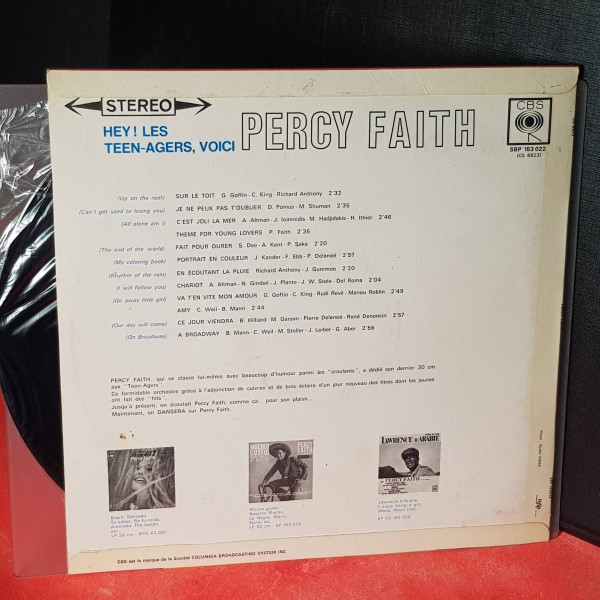 STEREO
HEY! LES
TEEN-AGERS, VOICI
PERCY FAITH
CBS
SBP 153 022
(CS 8823)
(Up on the roof) SUR LE TOIT G. Goffin - C. King - Richard Anthony 2'32
(Can't get used to losing you) JE NE PEUX PAS T'OUBLIER D. Pomus - M. Shuman 2'35
(All alone am I) C'EST JOLI LA MER A. Altman - J. Ioannidis - M. Hadjidakis - H. Ithier 2'46
THEME FOR YOUNG LOVERS P. Faith 2'35
(The end of the world) FAIT POUR DURER S. Dee - A. Kent - P. Saka 2'20
(My coloring book) PORTRAIT EN COULEUR J. Kander - F. Ebb - P. Delanoë 2'57
(Rhythm of the rain) EN ECOUTANT LA PLUIE Richard Anthony - J. Gummoe 2'20
(I will follow you) CHARIOT A. Altman - N. Gimbel - J. Plante - J. W. Stole - Del Roma 2'04
(Go away little girl) VA T'EN VITE MON AMOUR G. Goffin - C. King - Rudi Revil - Manou Roblin 2'49
AMY C. Weil - B. Mann 2'44
(Our day will come) CE JOUR VIENDRA B. Hilliard - M. Garson - Pierre Delanoë - René Denoncin 2'57
(On Broadway) A BROADWAY B. Mann - C. Weil - M. Stoller - J. Leiber - G. Aber 2'56
PERCY FAITH, qui se classe lui-même avec beaucoup d'humour parmi les "croulants", a dédié son dernier 30 cm
aux "Teen-Agers".
Ce formidable orchestre grâce à l'adjonction de cuivres et de bois éclaire d'un jour nouveau des titres dont les jeunes
ont fait des "hits".
Jusqu'à présent, on écoutait Percy Faith, comme ça... pour son plaisir...
Maintenant, on DANSERA sur Percy Faith.
MUCHO
GUSTO
PERCY
FAITH
LAWRENCE D'ARABIE
PERCY FAITH
Mucho gusto,
LP 30 cm
CBS est la marque de la Société COLUMBIA BROADCASTING SYSTEM INC